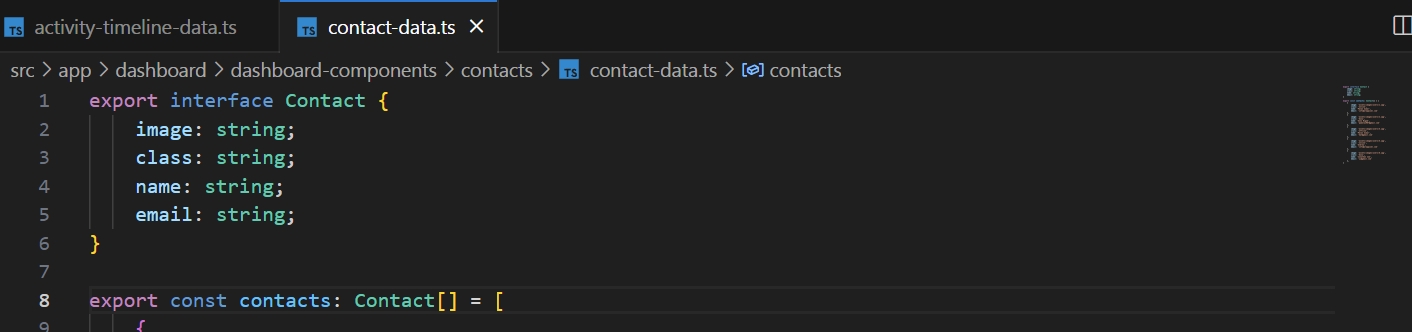 TS activity-timeline-data.ts TS contact-data.ts
src > app > dashboard > dashboard-components > contacts > TS contact-data.ts > contacts
1 export interface Contact {
2 image: string;
3 class: string;
4 name: string;
5 email: string;
6 }
7
8 export const contacts: Contact[] = [
9 {